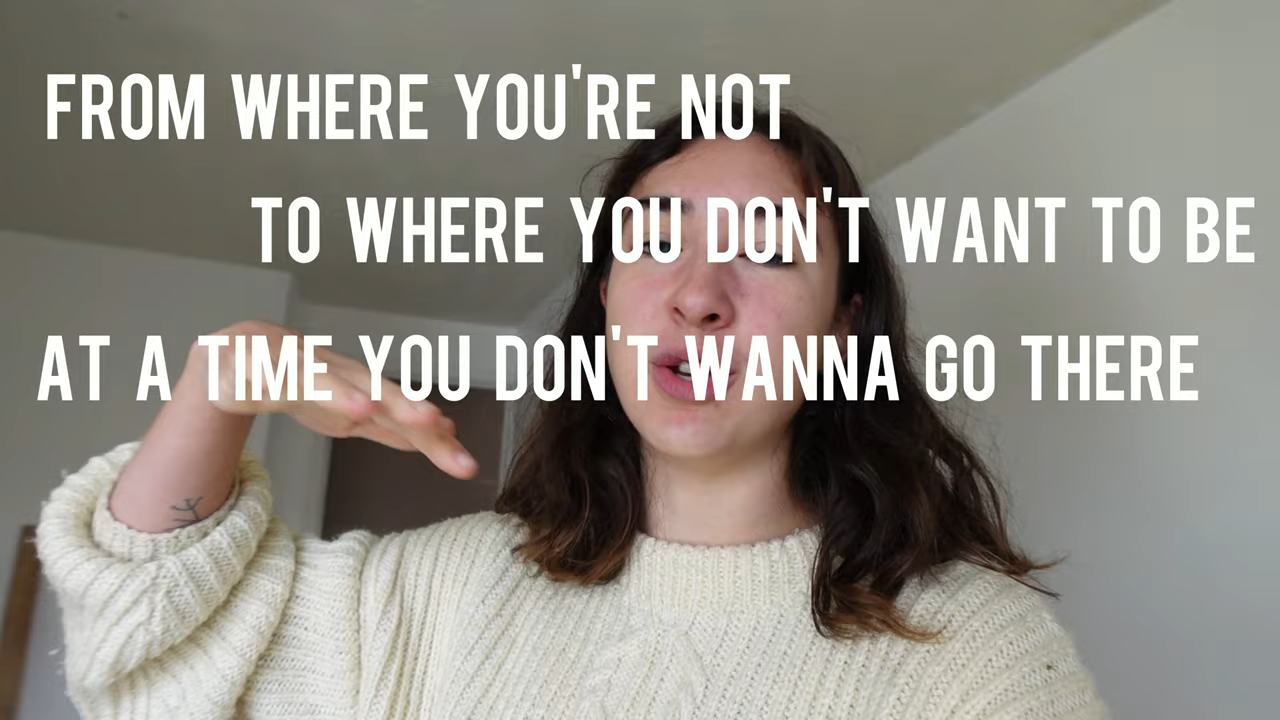 FROM WHERE YOU'RE NOT
TO WHERE YOU DON'T WANT TO BE
AT A TIME YOU DON'T WANNA GO THERE